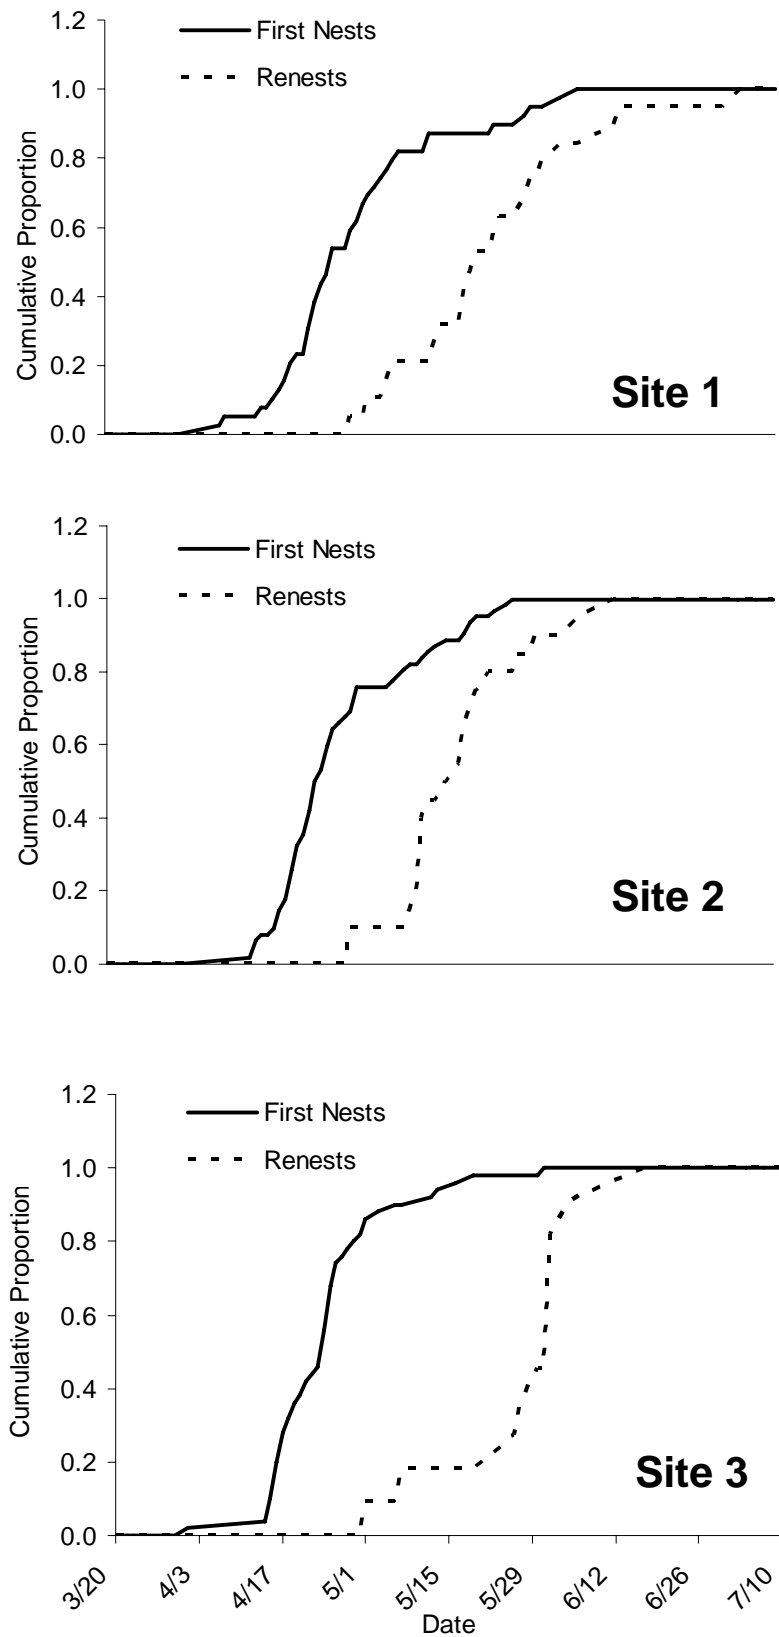 1.2
First Nests
Renests
1.0
0.8
0.6
0.4
0.2
0.0
Cumulative Proportion
Site 1
1.2
First Nests
Renests
1.0
0.8
0.6
0.4
0.2
0.0
Cumulative Proportion
Site 2
1.2
First Nests
Renests
1.0
0.8
0.6
0.4
0.2
0.0
Cumulative Proportion
Site 3
3/20 4/3 4/17 5/1 5/15 5/29 6/12 6/26 7/10
Date